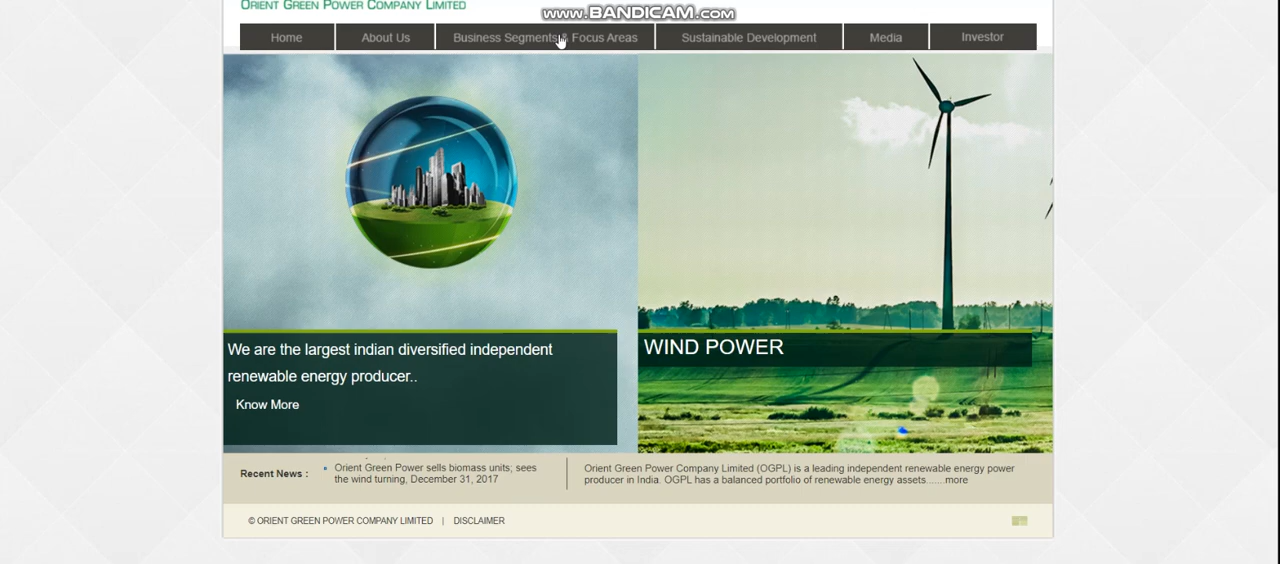 ORIENT GREEN POWER COMPANY LIMITED
www.BANDICAM.com
Home
About Us
Business Segments & Focus Areas
Sustainable Development
Media
Investor
We are the largest indian diversified independent
renewable energy producer..
Know More
WIND POWER
Recent News :
Orient Green Power sells biomass units; sees
the wind turning, December 31, 2017
Orient Green Power Company Limited (OGPL) is a leading independent renewable energy power
producer in India. OGPL has a balanced portfolio of renewable energy assets.......more
© ORIENT GREEN POWER COMPANY LIMITED | DISCLAIMER